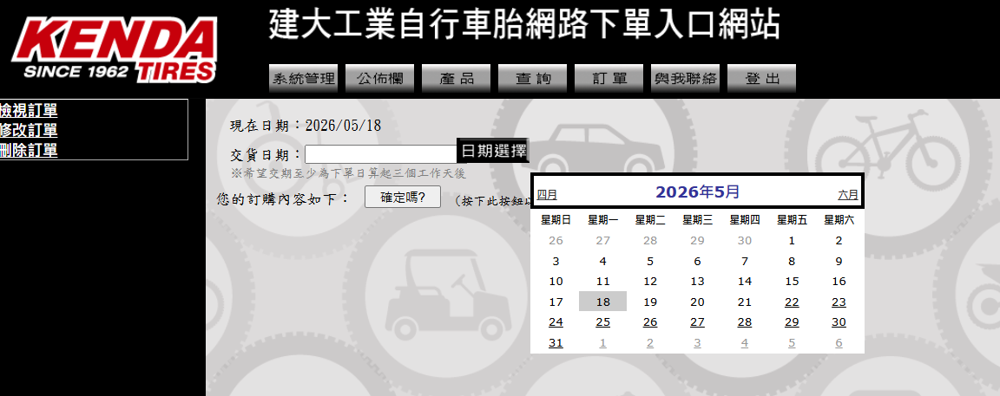 KENDA
SINCE 1962 TIRES
建大工業自行車胎網路下單入口網站
系統管理 公佈欄 產品 查詢 訂單 與我聯絡 登出
檢視訂單
修改訂單
刪除訂單
現在日期：2026/05/18
交貨日期： 日期選擇
※希望交期至少為下單日算起三個工作天後
您的訂購內容如下： 確定嗎? （按下此按鈕
四月 2026年5月 六月
星期日 星期一 星期二 星期三 星期四 星期五 星期六
26 27 28 29 30 1 2
3 4 5 6 7 8 9
10 11 12 13 14 15 16
17 18 19 20 21 22 23
24 25 26 27 28 29 30
31 1 2 3 4 5 6